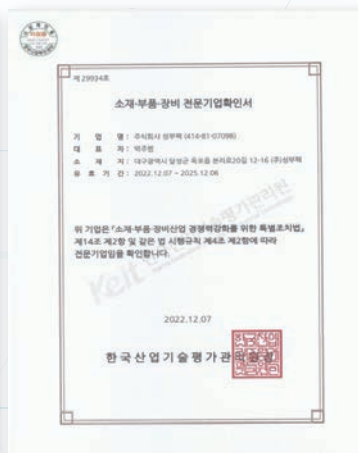 제 29934호
소재·부품·장비 전문기업확인서
기 업 명 : 주식회사 성부텍 (414-81-07098)
대 표 자 : 박주현
소 재 지 : 대구광역시 달성군 옥포읍 본리로20길 12-16 (주)성부텍
유 효 기 간 : 2022.12.07 ~ 2025.12.06
위 기업은 「소재·부품·장비산업 경쟁력강화를 위한 특별조치법」
제14조 제2항 및 같은 법 시행규칙 제4조 제2항에 따라
전문기업임을 확인합니다.
Keit
2022.12.07
한국산업기술평가관리원장